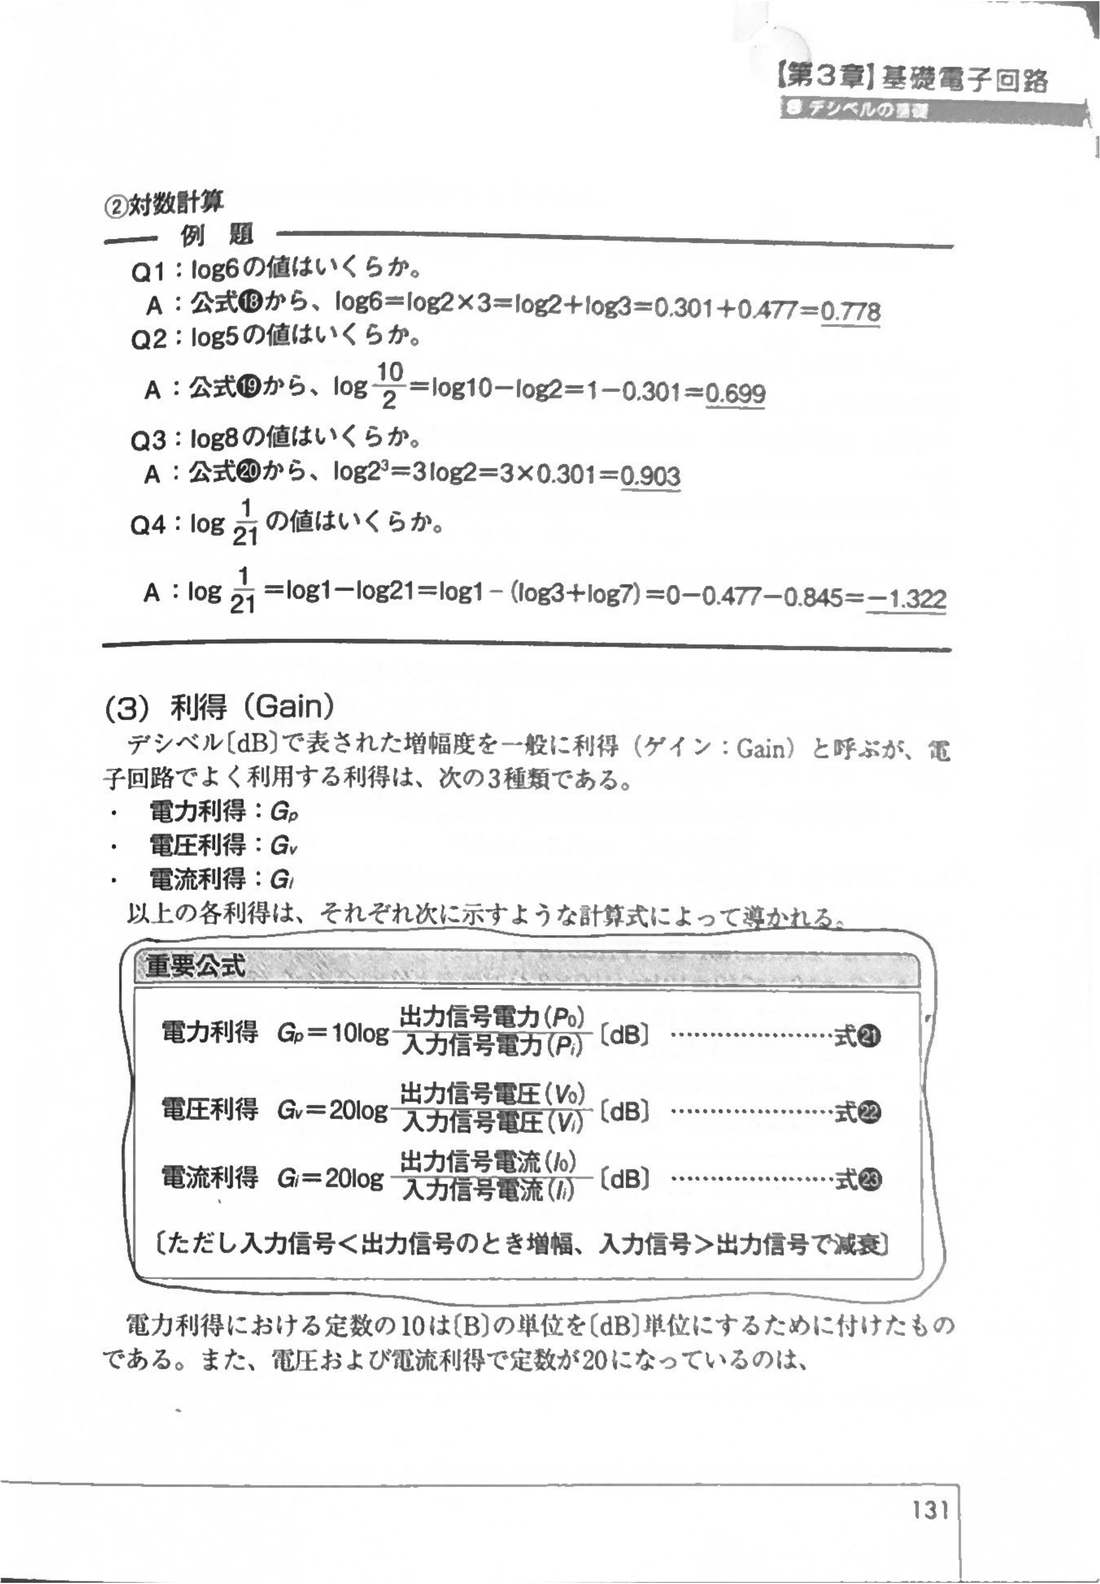 【第3章】基礎電子回路
8 デシベルの基礎
②対数計算
例 題
Q1：log6の値はいくらか。
A：公式⓲から、log6＝log2×3＝log2＋log3＝0.301＋0.477＝0.778
Q2：log5の値はいくらか。
A：公式⓳から、log 10/2＝log10−log2＝1−0.301＝0.699
Q3：log8の値はいくらか。
A：公式⓴から、log2³＝3log2＝3×0.301＝0.903
Q4：log 1/21 の値はいくらか。
A：log 1/21 ＝log1−log21＝log1−（log3＋log7）＝0−0.477−0.845＝−1.322
（3） 利得（Gain）
デシベル〔dB〕で表された増幅度を一般に利得（ゲイン：Gain）と呼ぶが、電
子回路でよく利用する利得は、次の3種類である。
・ 電力利得：Gp
・ 電圧利得：Gv
・ 電流利得：Gi
以上の各利得は、それぞれ次に示すような計算式によって導かれる。
重要公式
電力利得 Gp＝10log 出力信号電力（P₀）/入力信号電力（Pi） 〔dB〕 ……………………式㉑
電圧利得 Gv＝20log 出力信号電圧（V₀）/入力信号電圧（Vi） 〔dB〕 ……………………式㉒
電流利得 Gi＝20log 出力信号電流（I₀）/入力信号電流（Ii） 〔dB〕 ……………………式㉓
〔ただし入力信号＜出力信号のとき増幅、入力信号＞出力信号で減衰〕
電力利得における定数の10は〔B〕の単位を〔dB〕単位にするために付けたもの
である。また、電圧および電流利得で定数が20になっているのは、
131